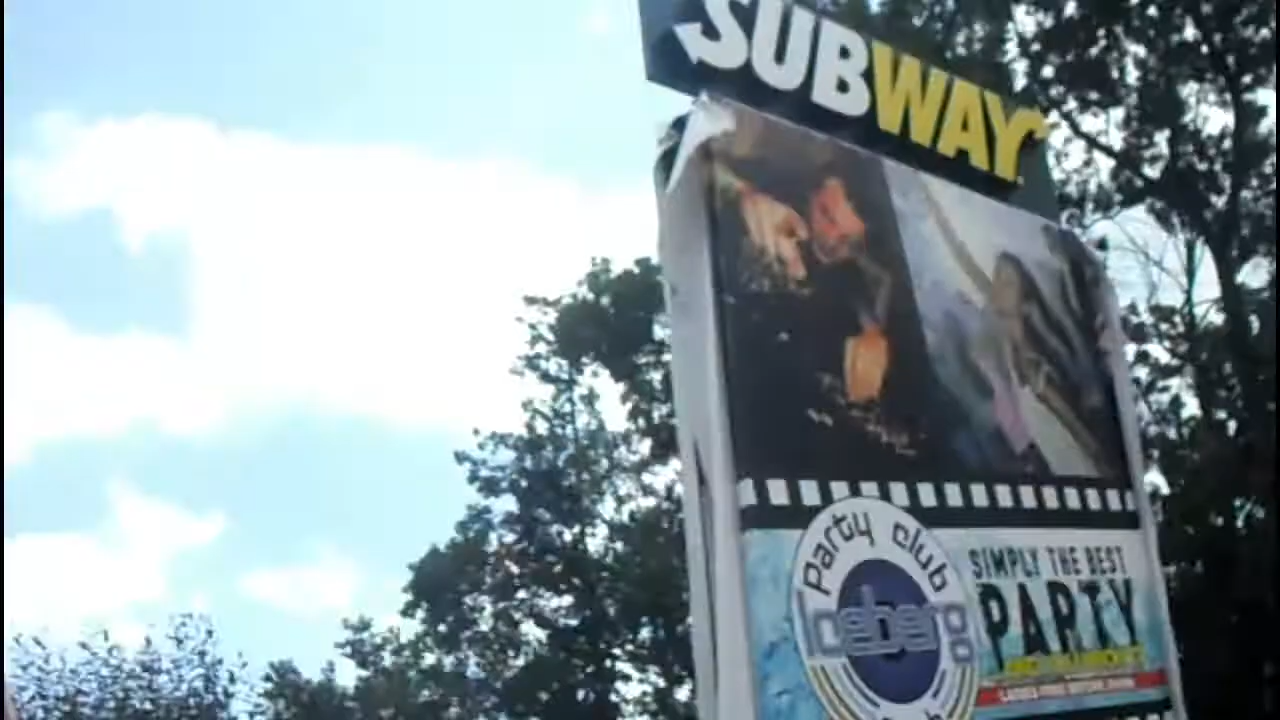 SUBWAY
Party club
Iceberg
SIMPLY THE BEST
PARTY